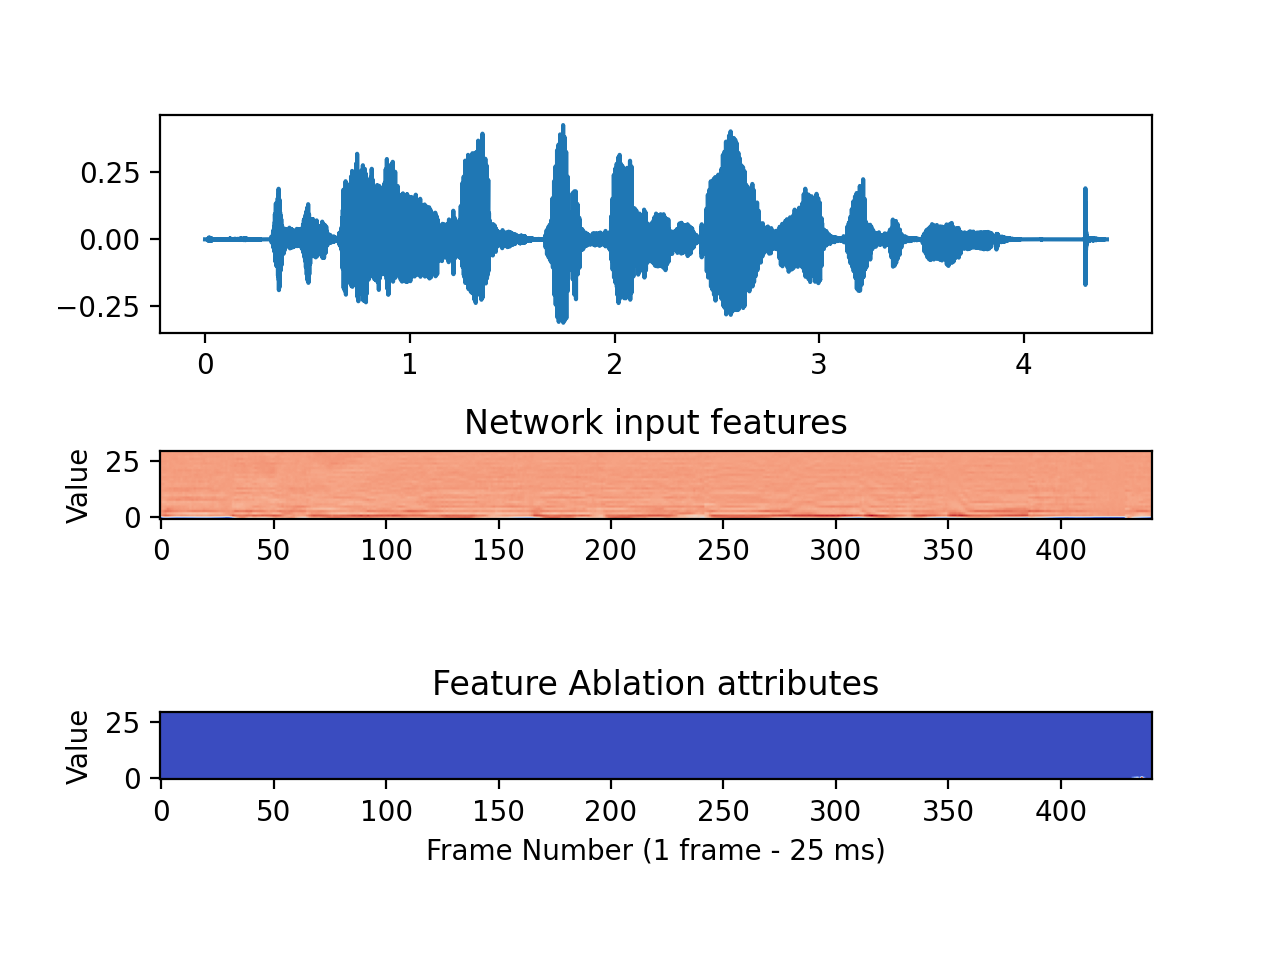 0.25
0.00
−0.25
0 1 2 3 4
Network input features
Value
25
0
0 50 100 150 200 250 300 350 400
Feature Ablation attributes
Value
25
0
0 50 100 150 200 250 300 350 400
Frame Number (1 frame - 25 ms)